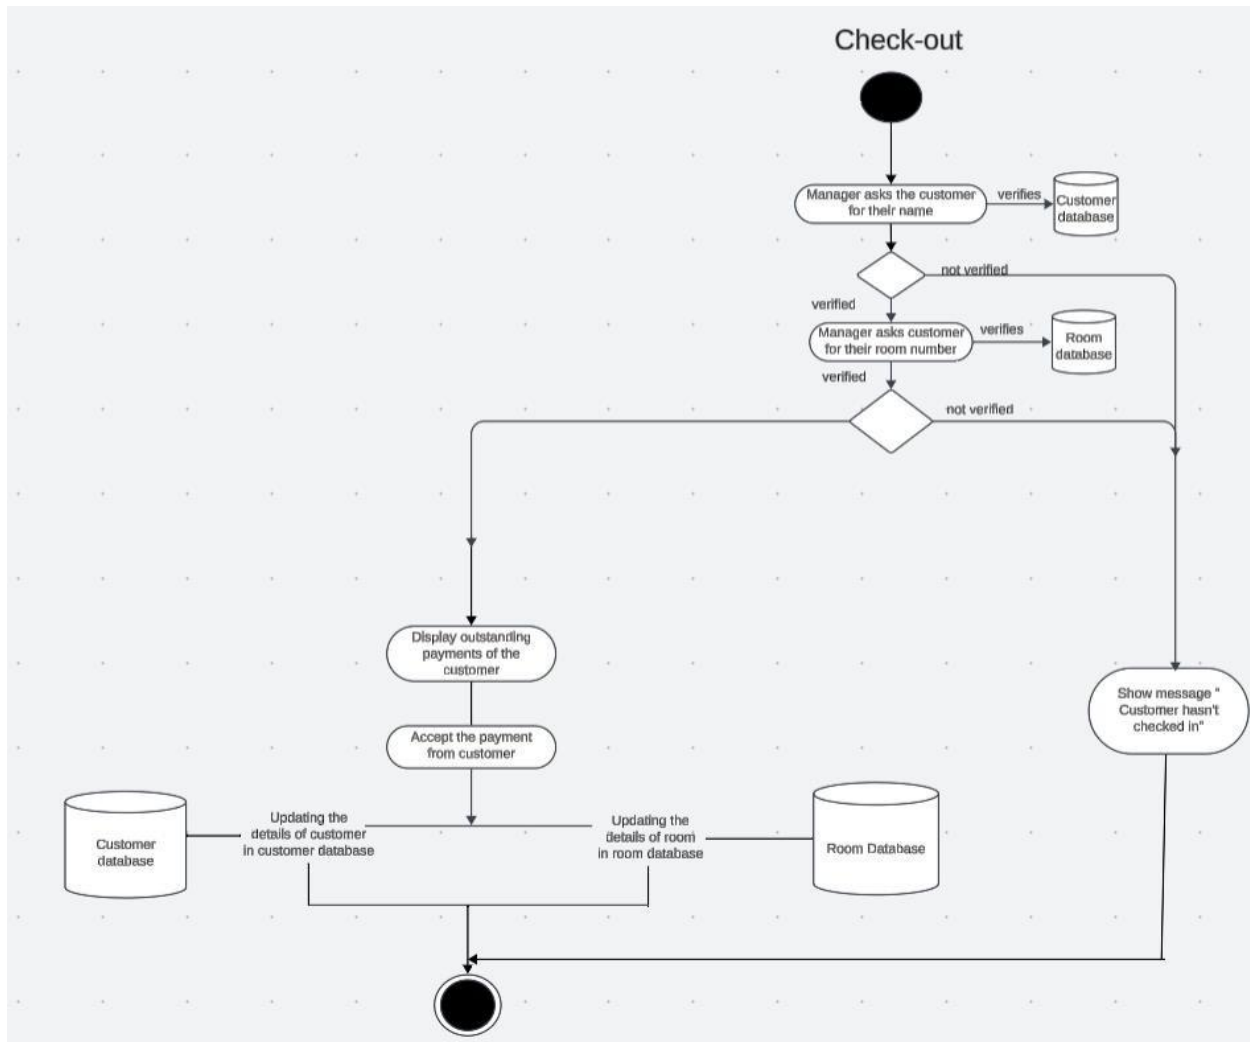 Check-out
Manager asks the customer
for their name
verifies
Customer
database
not verified
verified
Manager asks customer
for their room number
verifies
Room
database
verified
not verified
Display outstanding
payments of the
customer
Show message "
Customer hasn't
checked in"
Accept the payment
from customer
Customer
database
Updating the
details of customer
in customer database
Updating the
details of room
in room database
Room Database